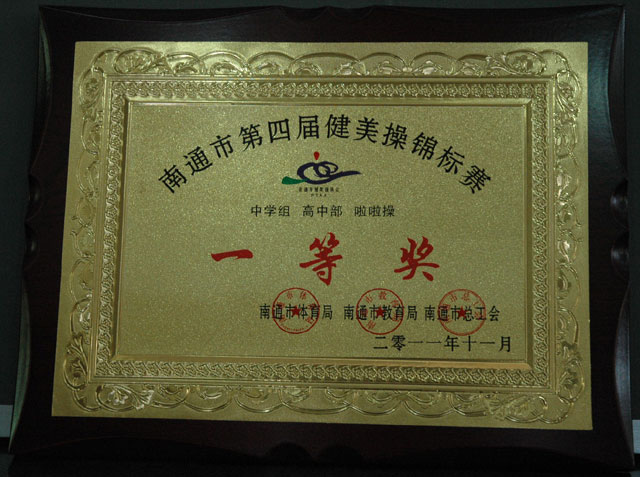 南通市第四届健美操锦标赛
中学组 高中部 啦啦操
一等奖
南通市体育局 南通市教育局 南通市总工会
二零一一年十一月